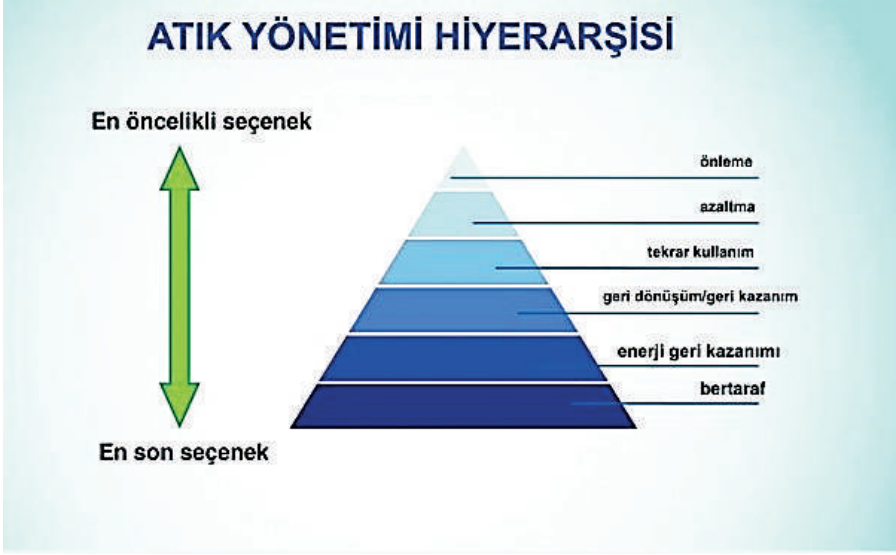 ATIK YÖNETİMİ HİYERARŞİSİ
En öncelikli seçenek
önleme
azaltma
tekrar kullanım
geri dönüşüm/geri kazanım
enerji geri kazanımı
bertaraf
En son seçenek